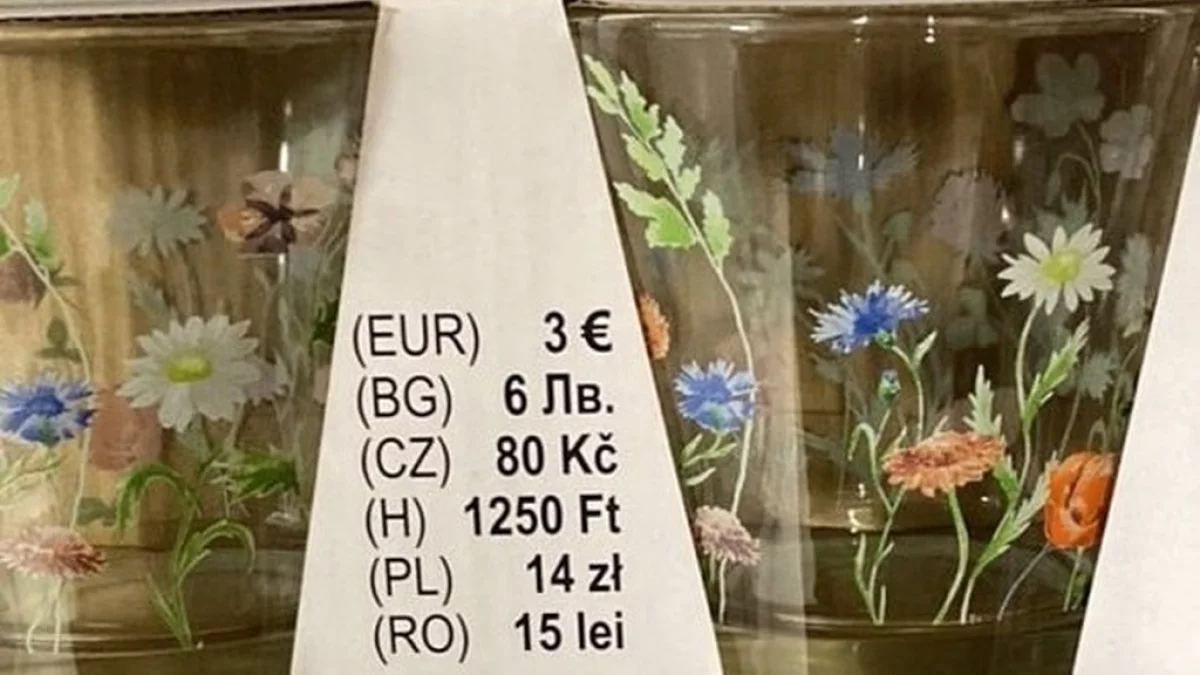 (EUR) 3 €
(BG) 6 Лв.
(CZ) 80 Kč
(H) 1250 Ft
(PL) 14 zł
(RO) 15 lei